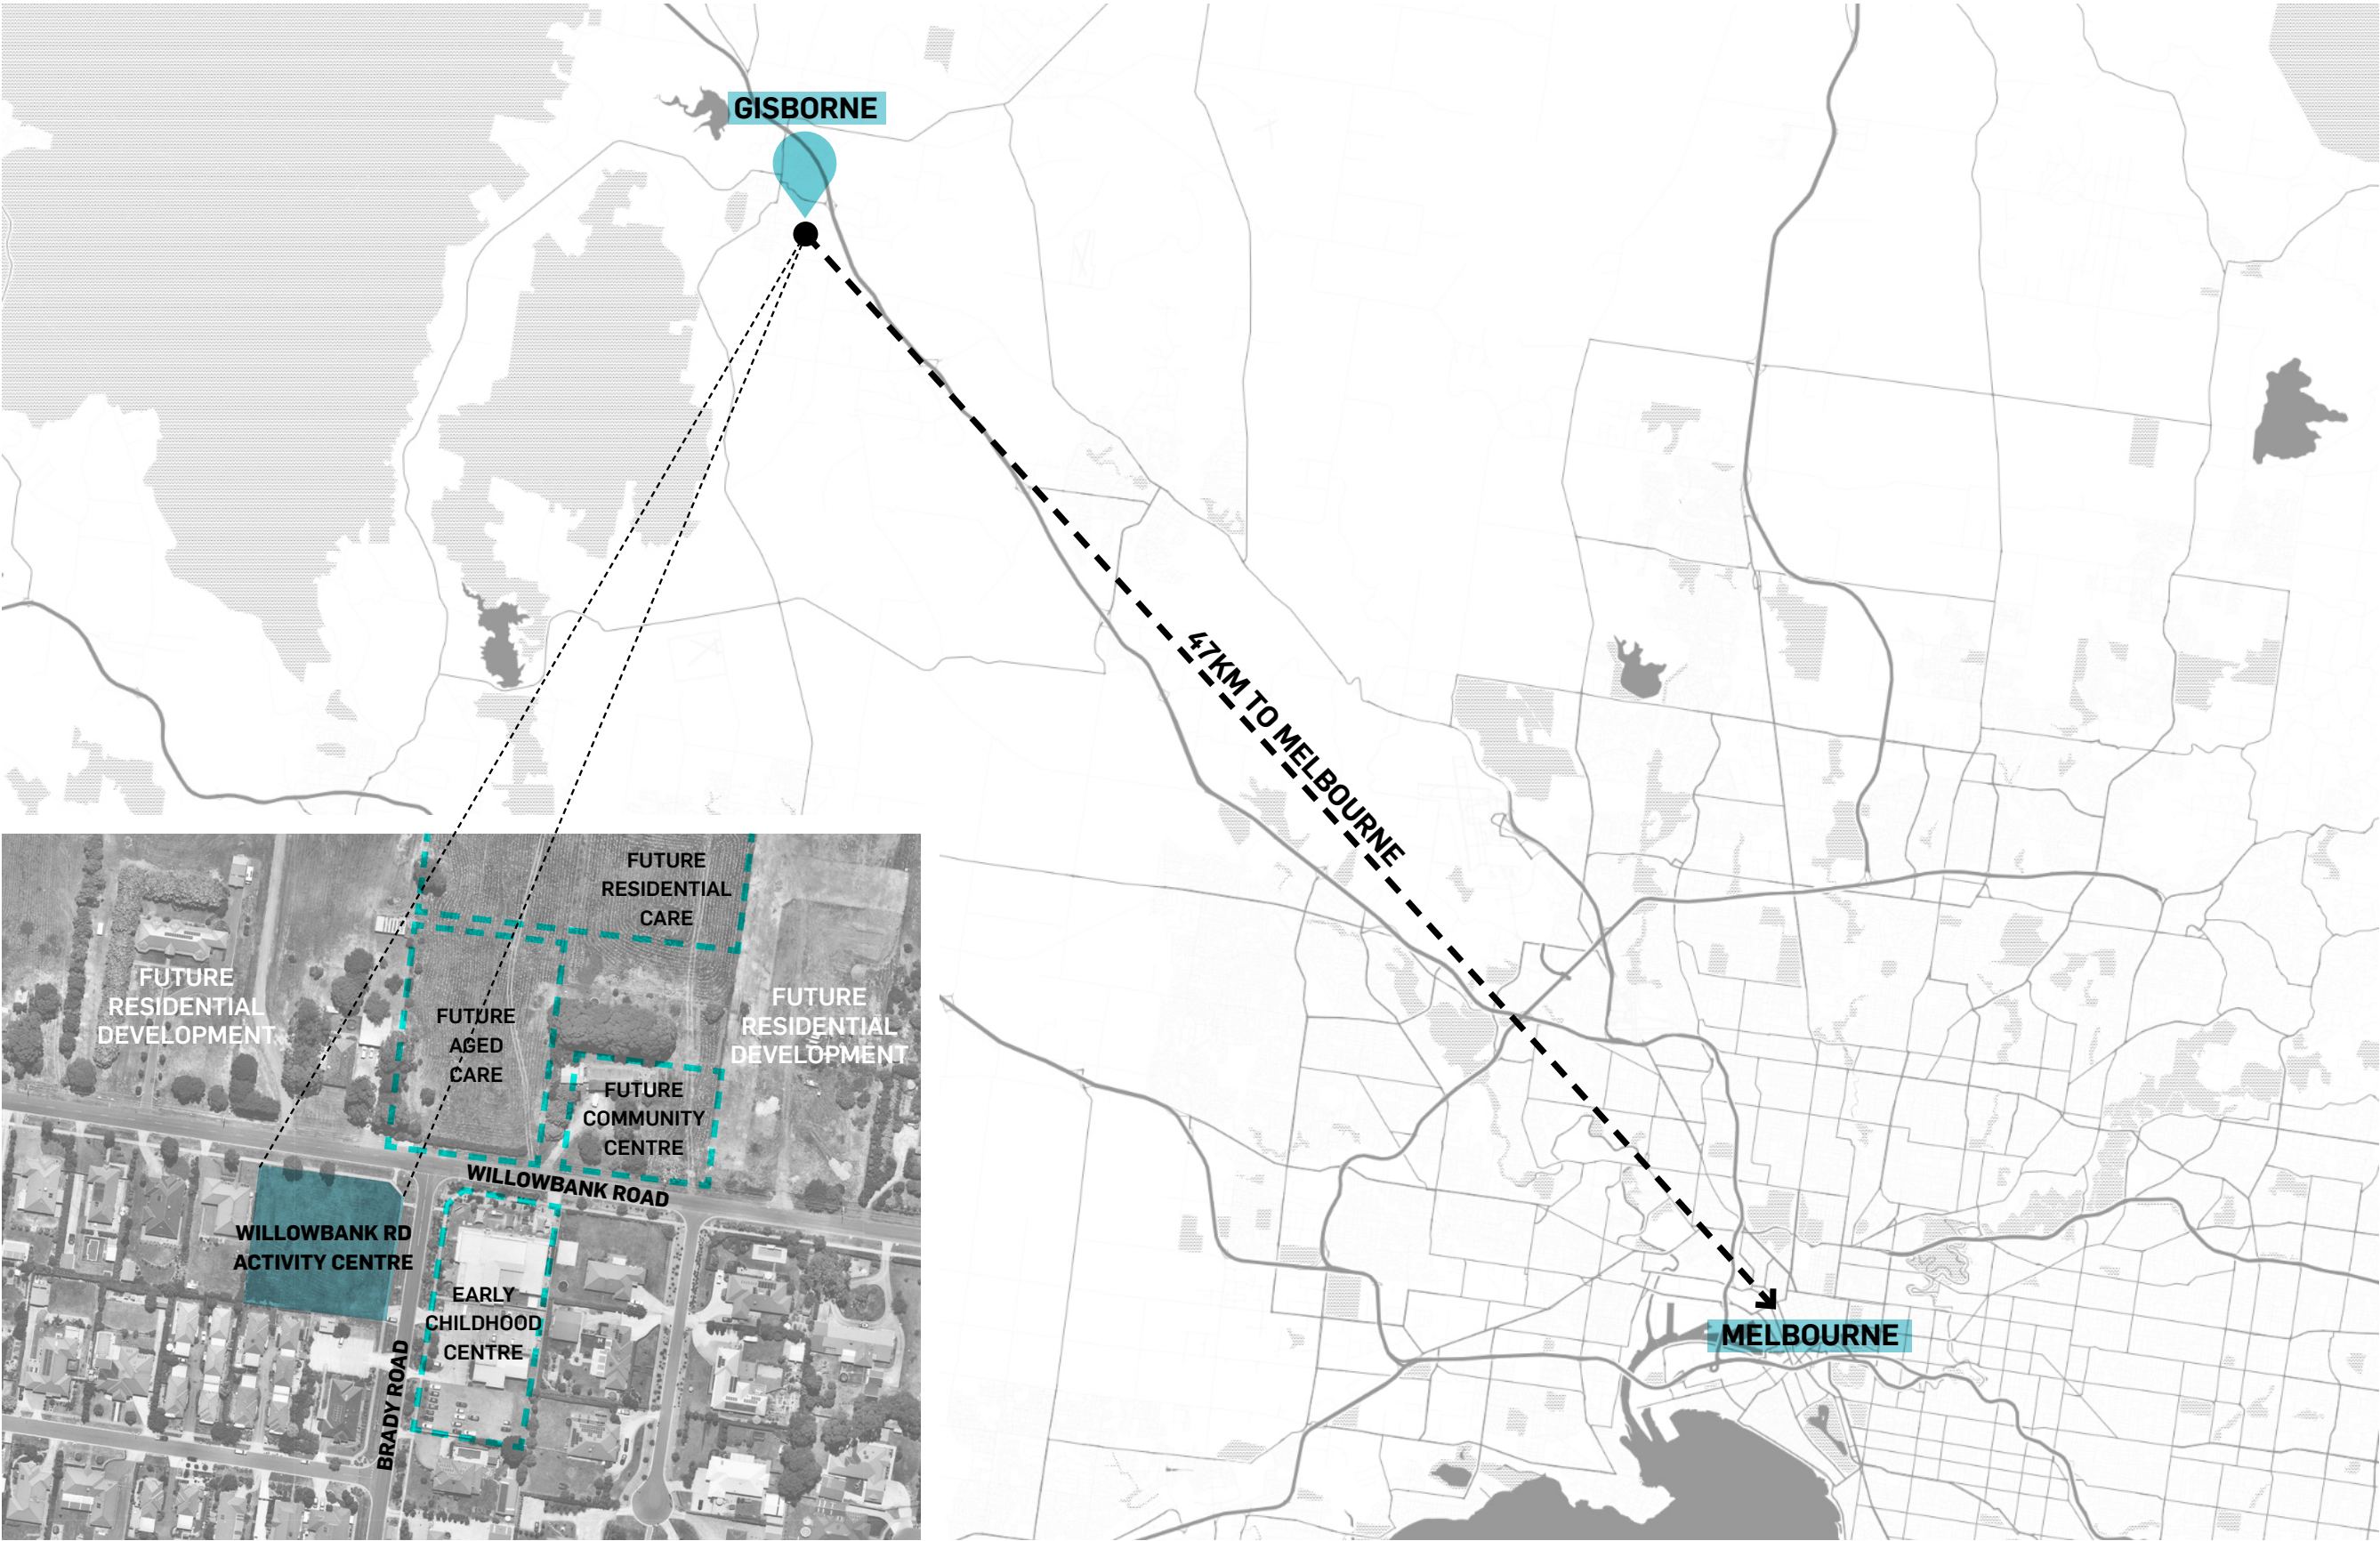 GISBORNE
47KM TO MELBOURNE
MELBOURNE
FUTURE
RESIDENTIAL
CARE
FUTURE
RESIDENTIAL
DEVELOPMENT
FUTURE
RESIDENTIAL
DEVELOPMENT
FUTURE
AGED
CARE
FUTURE
COMMUNITY
CENTRE
WILLOWBANK ROAD
WILLOWBANK RD
ACTIVITY CENTRE
EARLY
CHILDHOOD
CENTRE
BRADY ROAD